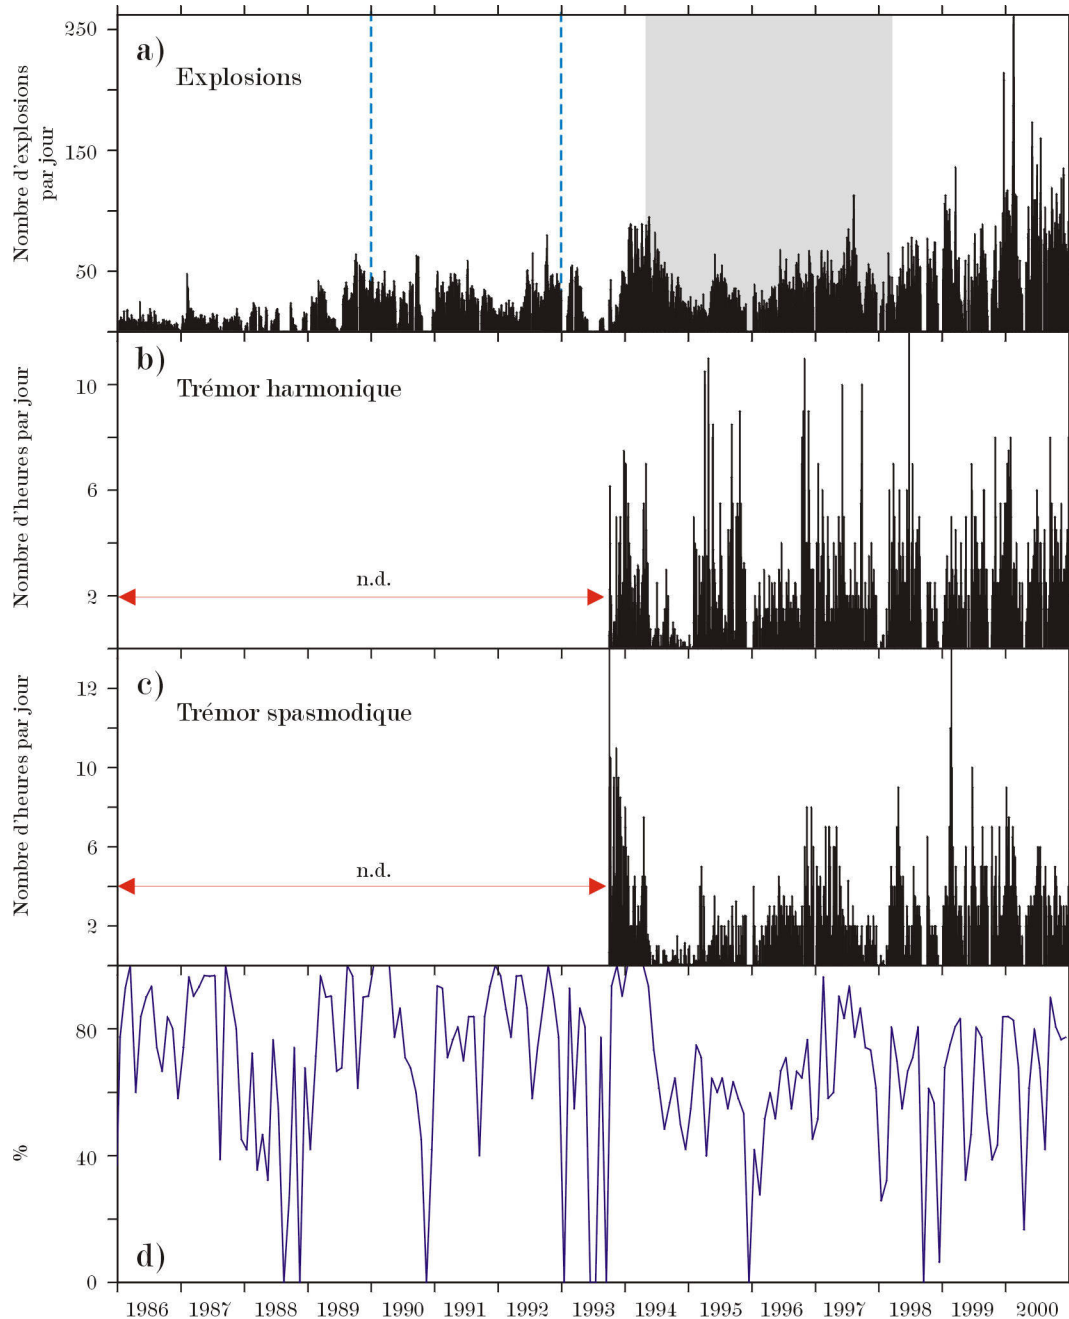 a)
Explosions
Nombre d'explosions
par jour
250
150
50
b)
Trémor harmonique
Nombre d'heures par jour
10
6
2
n.d.
c)
Trémor spasmodique
Nombre d'heures par jour
12
10
6
2
n.d.
%
80
40
0
d)
1986 1987 1988 1989 1990 1991 1992 1993 1994 1995 1996 1997 1998 1999 2000